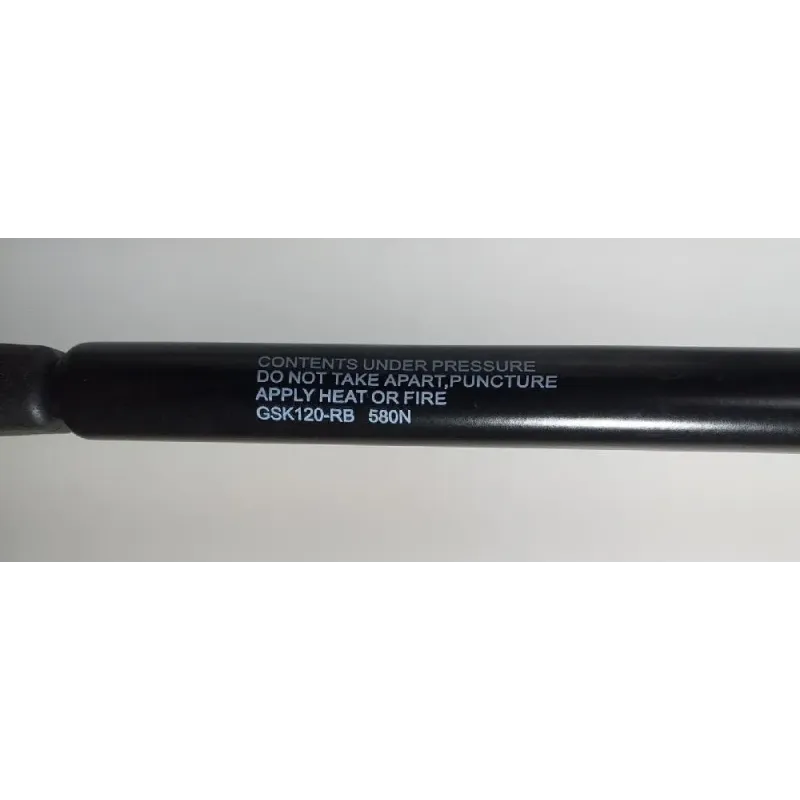 CONTENTS UNDER PRESSURE
DO NOT TAKE APART,PUNCTURE
APPLY HEAT OR FIRE
GSK120-RB 580N